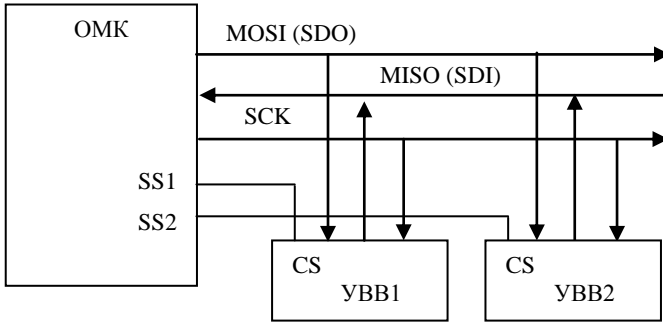 ОМК
MOSI (SDO)
MISO (SDI)
SCK
SS1
SS2
CS
УВВ1
CS
УВВ2